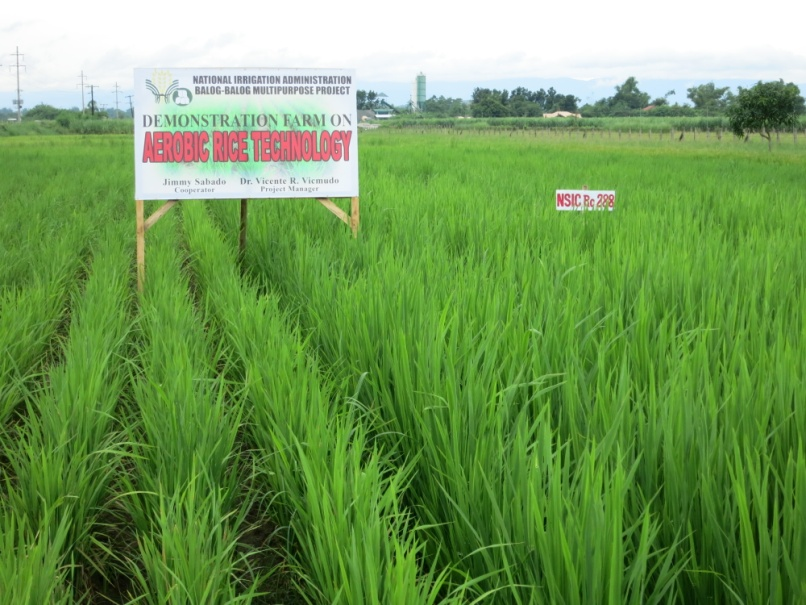 NATIONAL IRRIGATION ADMINISTRATION
BALOG-BALOG MULTIPURPOSE PROJECT
DEMONSTRATION FARM ON
AEROBIC RICE TECHNOLOGY
Jimmy Sabado Dr. Vicente R. Vicmudo
Cooperator Project Manager
NSIC Rc 288